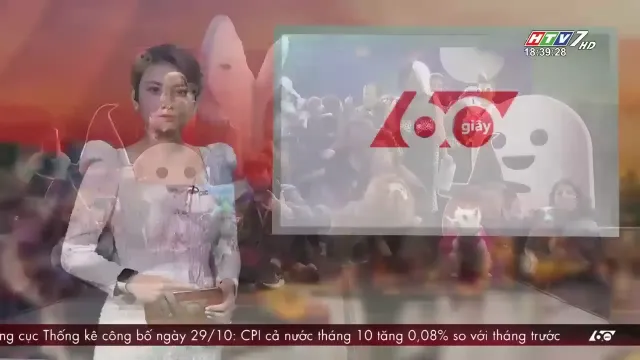 HTV7 HD
18:39:28
60 giây
ng cục Thống kê công bố ngày 29/10: CPI cả nước tháng 10 tăng 0,08% so với tháng trước
60